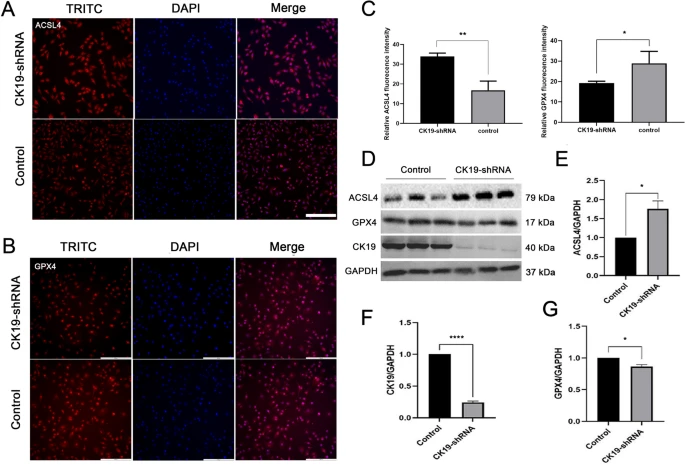 A
TRITC
DAPI
Merge
ACSL4
CK19-shRNA
Control
B
TRITC
DAPI
Merge
GPX4
CK19-shRNA
Control
C
Relative ACSL4 fluorecence intensity
40
30
20
10
0
**
CK19-shRNA
control
Relative GPX4 fluorecence intensity
40
30
20
10
0
*
CK19-shRNA
control
D
Control
CK19-shRNA
ACSL4
79 kDa
GPX4
17 kDa
CK19
40 kDa
GAPDH
37 kDa
E
ACSL4/GAPDH
2.5
2.0
1.5
1.0
0.5
0.0
*
Control
CK19-shRNA
F
CK19/GAPDH
1.5
1.0
0.5
0.0
****
Control
CK19-shRNA
G
GPX4/GAPDH
1.5
1.0
0.5
0.0
*
Control
CK19-shRNA